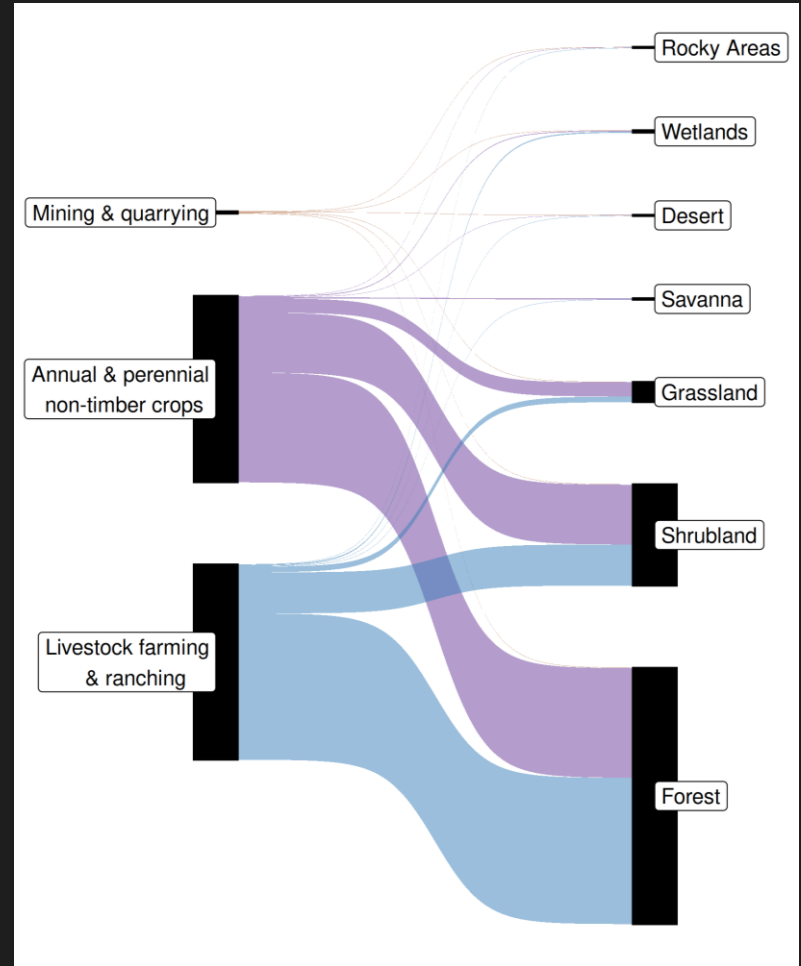 Rocky Areas
Wetlands
Mining & quarrying
Desert
Savanna
Annual & perennial
non-timber crops
Grassland
Shrubland
Livestock farming
& ranching
Forest